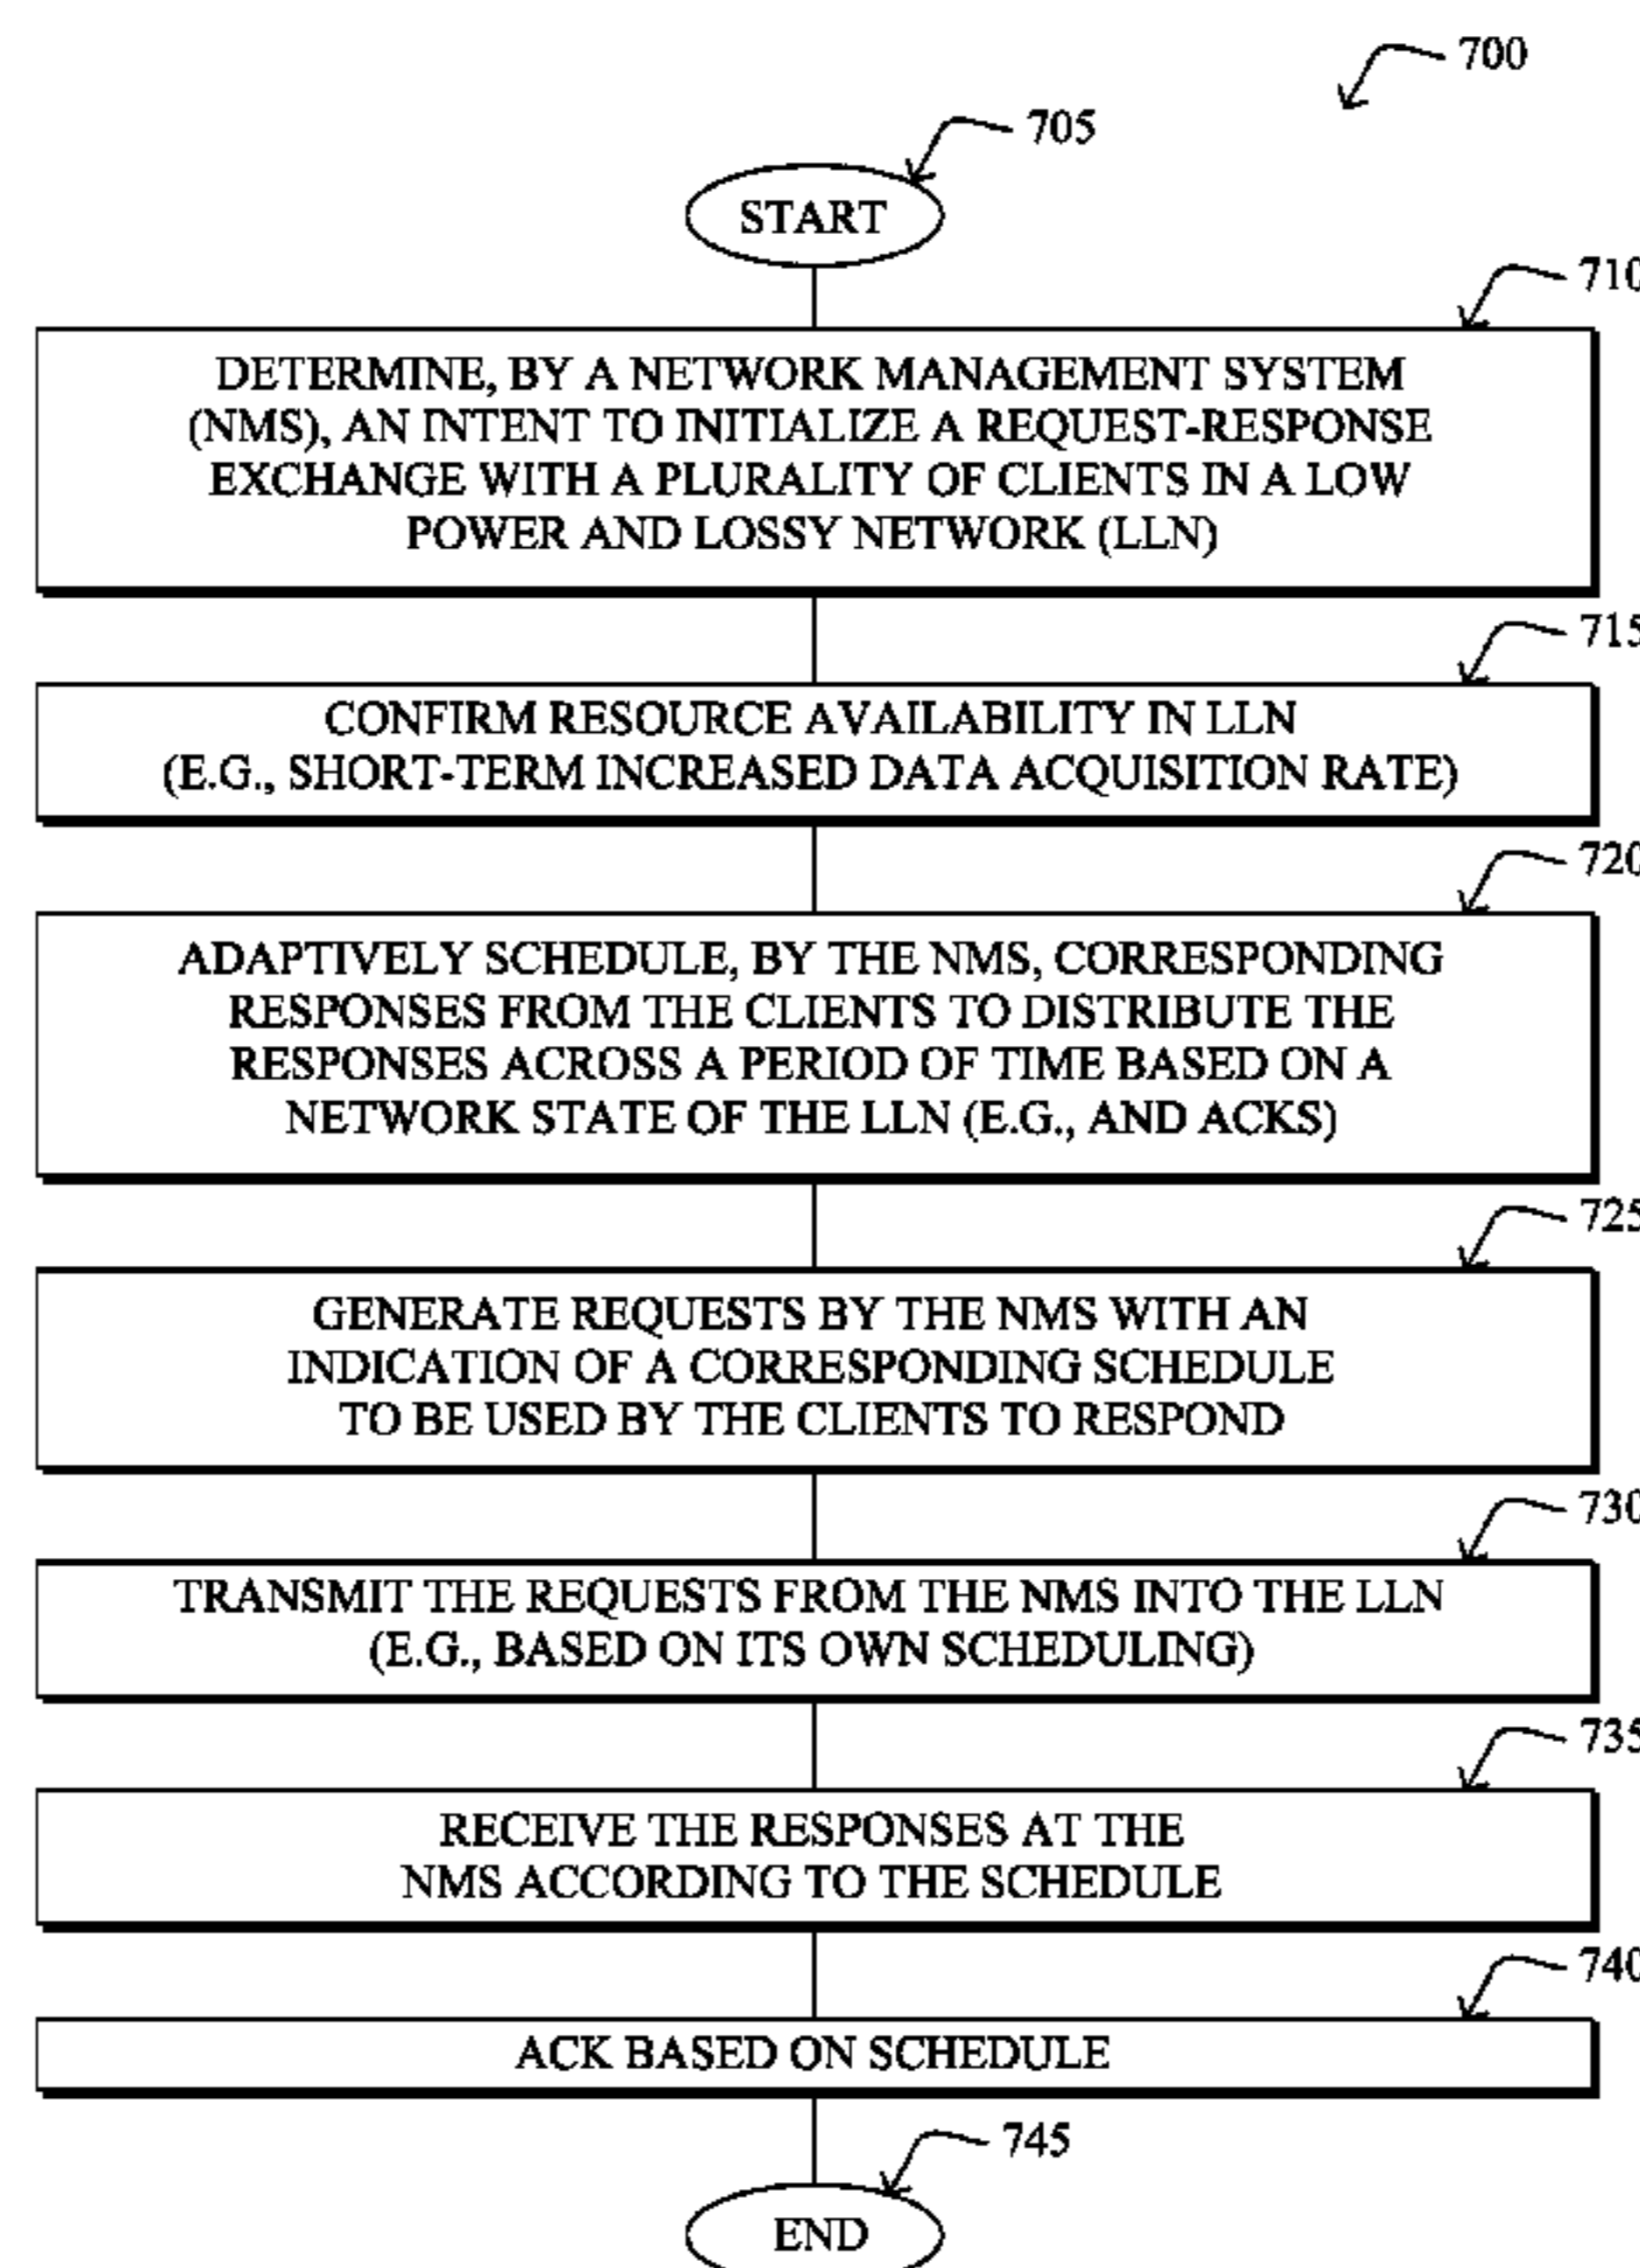 700
705
START
710
DETERMINE, BY A NETWORK MANAGEMENT SYSTEM
(NMS), AN INTENT TO INITIALIZE A REQUEST-RESPONSE
EXCHANGE WITH A PLURALITY OF CLIENTS IN A LOW
POWER AND LOSSY NETWORK (LLN)
715
CONFIRM RESOURCE AVAILABILITY IN LLN
(E.G., SHORT-TERM INCREASED DATA ACQUISITION RATE)
720
ADAPTIVELY SCHEDULE, BY THE NMS, CORRESPONDING
RESPONSES FROM THE CLIENTS TO DISTRIBUTE THE
RESPONSES ACROSS A PERIOD OF TIME BASED ON A
NETWORK STATE OF THE LLN (E.G., AND ACKS)
725
GENERATE REQUESTS BY THE NMS WITH AN
INDICATION OF A CORRESPONDING SCHEDULE
TO BE USED BY THE CLIENTS TO RESPOND
730
TRANSMIT THE REQUESTS FROM THE NMS INTO THE LLN
(E.G., BASED ON ITS OWN SCHEDULING)
735
RECEIVE THE RESPONSES AT THE
NMS ACCORDING TO THE SCHEDULE
740
ACK BASED ON SCHEDULE
745
END